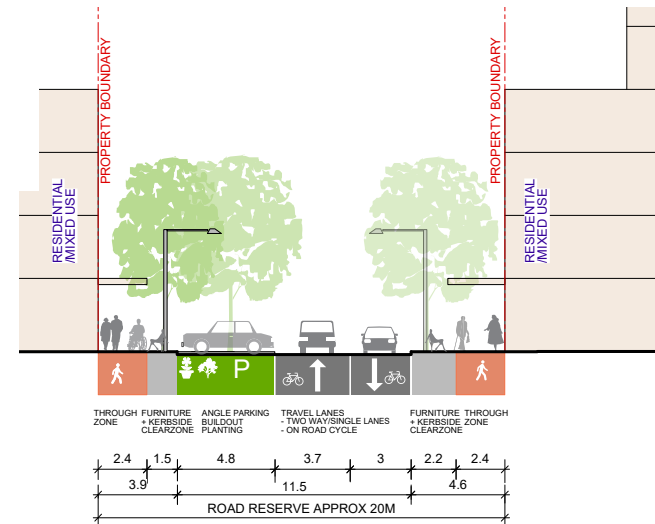 PROPERTY BOUNDARY
PROPERTY BOUNDARY
RESIDENTIAL
/MIXED USE
RESIDENTIAL
/MIXED USE
P
THROUGH
ZONE
FURNITURE
+ KERBSIDE
CLEARZONE
ANGLE PARKING
BUILDOUT
PLANTING
TRAVEL LANES
- TWO WAY/SINGLE LANES
- ON ROAD CYCLE
FURNITURE
+ KERBSIDE
CLEARZONE
THROUGH
ZONE
2.4 1.5 4.8 3.7 3 2.2 2.4
3.9 11.5 4.6
ROAD RESERVE APPROX 20M